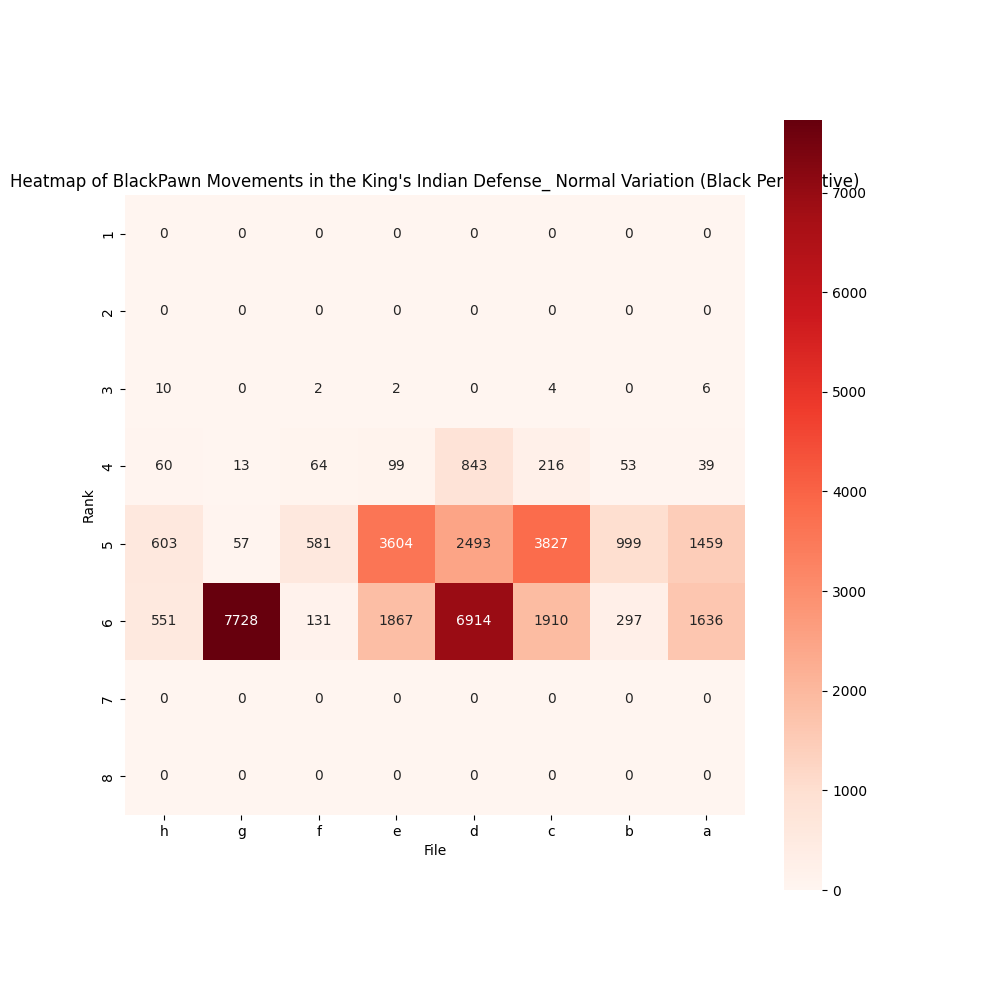 Heatmap of BlackPawn Movements in the King's Indian Defense_ Normal Variation (Black Per tive)
7000
1 0 0 0 0 0 0 0 0
6000
2 0 0 0 0 0 0 0 0
5000
3 10 0 2 2 0 4 0 6
4 60 13 64 99 843 216 53 39
4000
Rank
5 603 57 581 3604 2493 3827 999 1459
3000
6 551 7728 131 1867 6914 1910 297 1636
2000
7 0 0 0 0 0 0 0 0
8 0 0 0 0 0 0 0 0
1000
h g f e d c b a
File
0